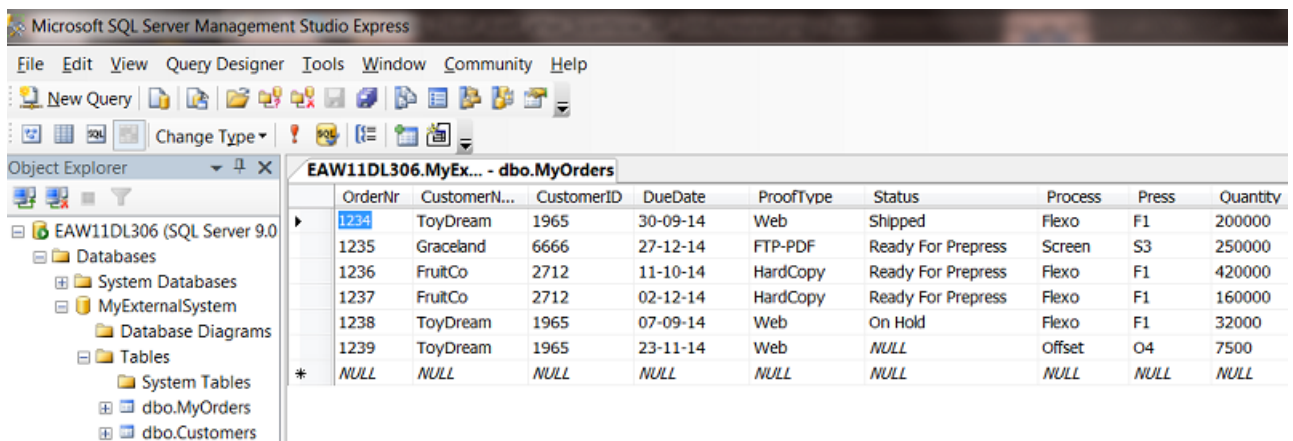 Microsoft SQL Server Management Studio Express
File Edit View Query Designer Tools Window Community Help
New Query
SQL Change Type SQL
Object Explorer
EAW11DL306 (SQL Server 9.0
Databases
System Databases
MyExternalSystem
Database Diagrams
Tables
System Tables
dbo.MyOrders
dbo.Customers
EAW11DL306.MyEx... - dbo.MyOrders
OrderNr CustomerN... CustomerID DueDate ProofType Status Process Press Quantity
1234 ToyDream 1965 30-09-14 Web Shipped Flexo F1 200000
1235 Graceland 6666 27-12-14 FTP-PDF Ready For Prepress Screen S3 250000
1236 FruitCo 2712 11-10-14 HardCopy Ready For Prepress Flexo F1 420000
1237 FruitCo 2712 02-12-14 HardCopy Ready For Prepress Flexo F1 160000
1238 ToyDream 1965 07-09-14 Web On Hold Flexo F1 32000
1239 ToyDream 1965 23-11-14 Web NULL Offset O4 7500
NULL NULL NULL NULL NULL NULL NULL NULL NULL